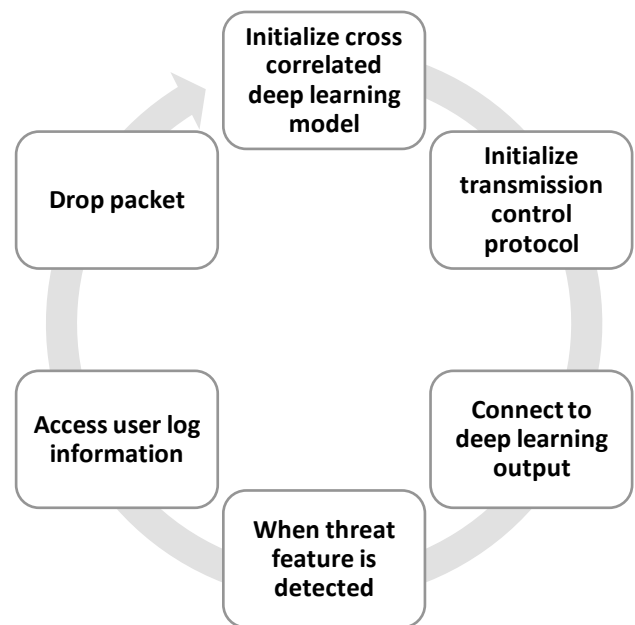 Initialize cross
correlated
deep learning
model
Initialize
transmission
control
protocol
Connect to
deep learning
output
When threat
feature is
detected
Access user log
information
Drop packet